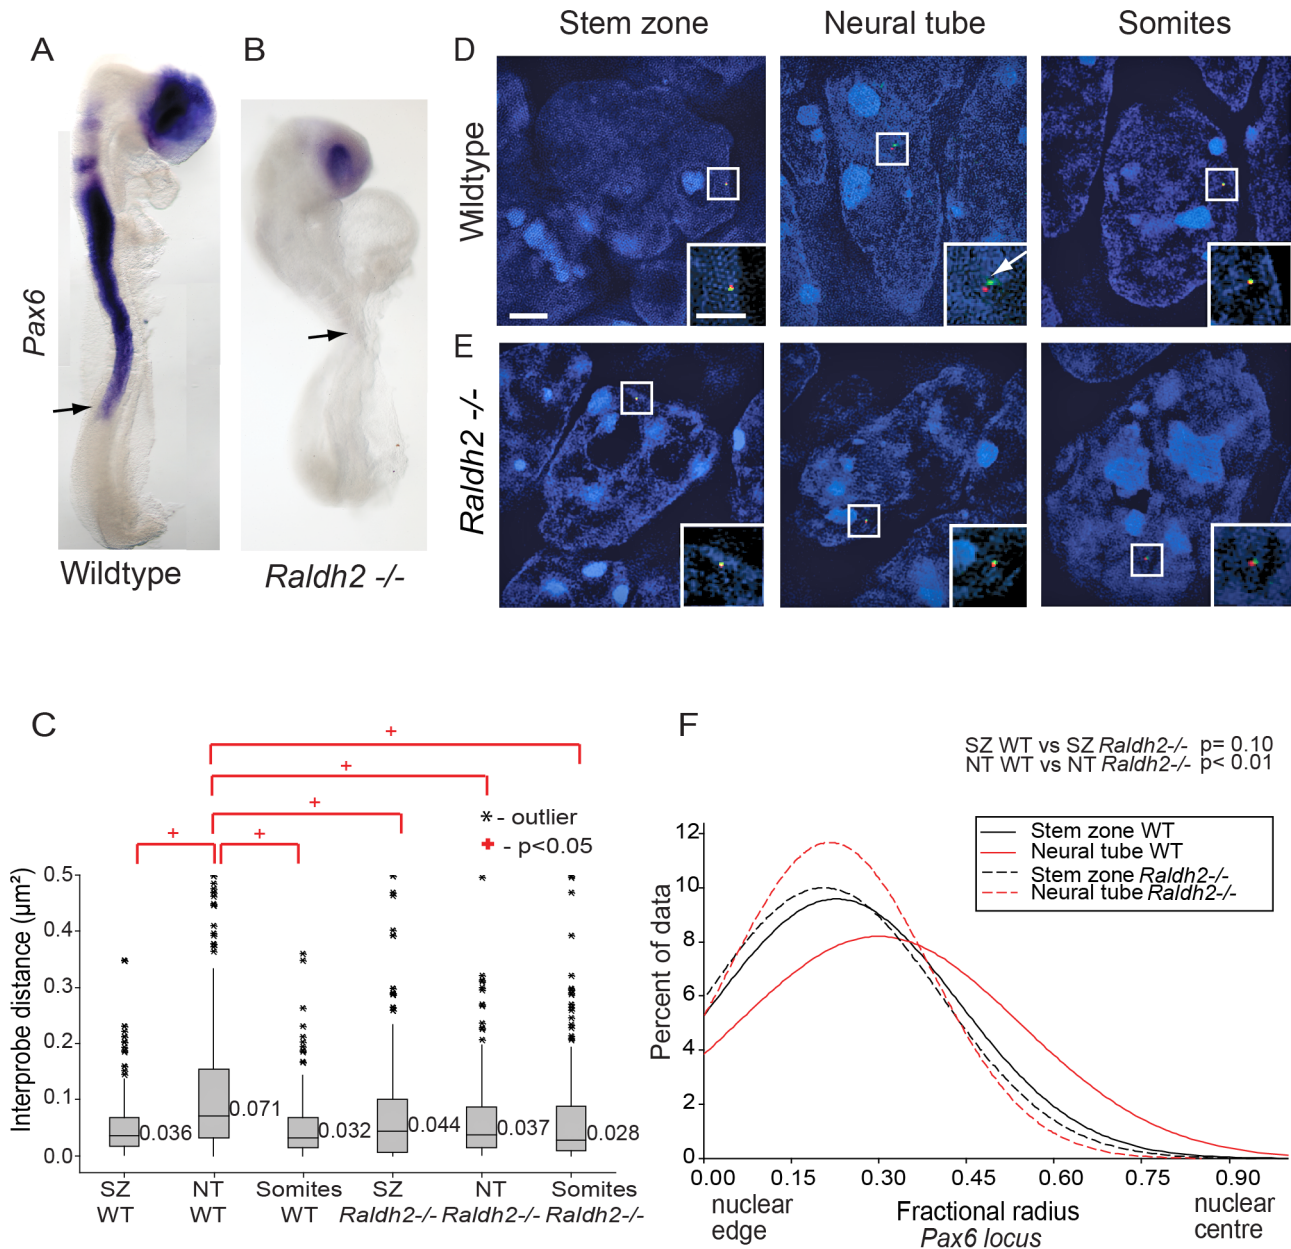 Stem zone Neural tube Somites
A
B
D
E
Pax6
Wildtype
Raldh2 -/-
Wildtype
Raldh2 -/-
C
* - outlier
+ - p<0.05
+
+
+
+
+
Interprobe distance (µm²)
0.5
0.4
0.3
0.2
0.1
0.0
0.036
0.071
0.032
0.044
0.037
0.028
SZ WT
NT WT
Somites WT
SZ Raldh2-/-
NT Raldh2-/-
Somites Raldh2-/-
F
SZ WT vs SZ Raldh2-/- p= 0.10
NT WT vs NT Raldh2-/- p< 0.01
Stem zone WT
Neural tube WT
Stem zone Raldh2-/-
Neural tube Raldh2-/-
Percent of data
12
10
8
6
4
2
0
0.00 0.15 0.30 0.45 0.60 0.75 0.90
nuclear edge
Fractional radius
Pax6 locus
nuclear centre